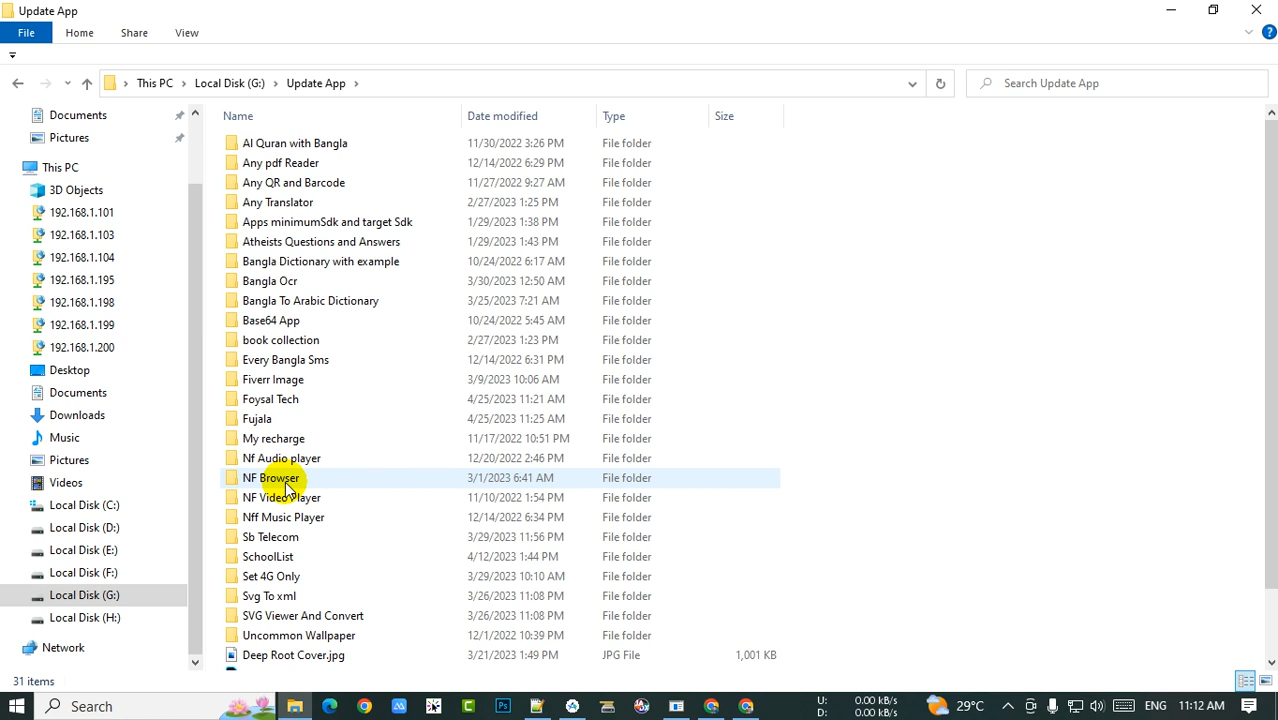 Update App
File Home Share View
This PC > Local Disk (G:) > Update App >
Search Update App
Name Date modified Type Size
Documents
Pictures
This PC
3D Objects
192.168.1.101
192.168.1.103
192.168.1.104
192.168.1.195
192.168.1.198
192.168.1.199
192.168.1.200
Desktop
Documents
Downloads
Music
Pictures
Videos
Local Disk (C:)
Local Disk (D:)
Local Disk (E:)
Local Disk (F:)
Local Disk (G:)
Local Disk (H:)
Network
Al Quran with Bangla 11/30/2022 3:26 PM File folder
Any pdf Reader 12/14/2022 6:29 PM File folder
Any QR and Barcode 11/27/2022 9:27 AM File folder
Any Translator 2/27/2023 1:25 PM File folder
Apps minimumSdk and target Sdk 1/29/2023 1:38 PM File folder
Atheists Questions and Answers 1/29/2023 1:43 PM File folder
Bangla Dictionary with example 10/24/2022 6:17 AM File folder
Bangla Ocr 3/30/2023 12:50 AM File folder
Bangla To Arabic Dictionary 3/25/2023 7:21 AM File folder
Base64 App 10/24/2022 5:45 AM File folder
book collection 2/27/2023 1:23 PM File folder
Every Bangla Sms 12/14/2022 6:31 PM File folder
Fiverr Image 3/9/2023 10:06 AM File folder
Foysal Tech 4/25/2023 11:21 AM File folder
Fujala 4/25/2023 11:25 AM File folder
My recharge 11/17/2022 10:51 PM File folder
Nf Audio player 12/20/2022 2:46 PM File folder
NF Browser 3/1/2023 6:41 AM File folder
NF Video Player 11/10/2022 1:54 PM File folder
Nff Music Player 12/14/2022 6:34 PM File folder
Sb Telecom 3/29/2023 11:56 PM File folder
SchoolList 4/12/2023 1:44 PM File folder
Set 4G Only 3/29/2023 10:10 AM File folder
Svg To xml 3/26/2023 11:08 PM File folder
SVG Viewer And Convert 3/26/2023 11:08 PM File folder
Uncommon Wallpaper 12/1/2022 10:39 PM File folder
Deep Root Cover.jpg 3/21/2023 1:49 PM JPG File 1,001 KB
31 items
Search
U: 0.00 kB/s
D: 0.00 kB/s
29°C
ENG
11:12 AM